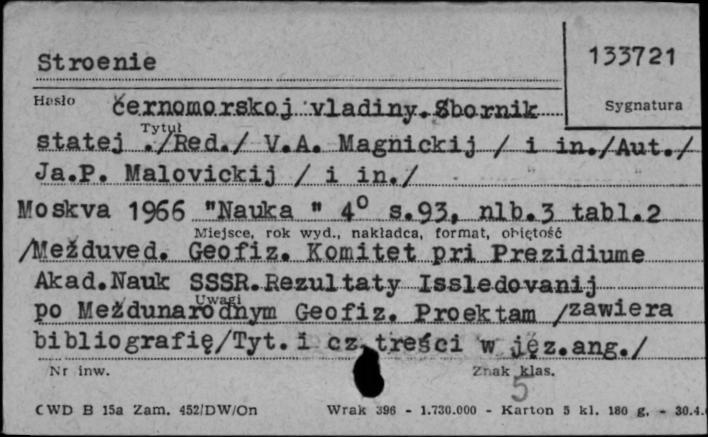 Stroenie
133721
Hasło černomorskoj vladiny. Sbornik
Sygnatura
Tytuł
statej ./Red./ V.A. Magnickij / i in./Aut./
Ja.P. Malovickij / i in./
Moskva 1966 "Nauka " 4° s.93, nlb.3 tabl.2
Miejsce, rok wyd., nakładca, format, objętość
/Mežduved. Geofiz. Komitet pri Prezidiume
Akad.Nauk SSSR.Rezultaty Issledovanij
Uwagi
po Meždunarodnym Geofiz. Proektam /zawiera
bibliografię/Tyt. i cz.treści w jęz.ang./
Nr inw.
Znak klas.
5
CWD B 15a Zam. 452/DW/On
Wrak 396 - 1.730.000 - Karton 5 kl. 180 g. - 30.4.